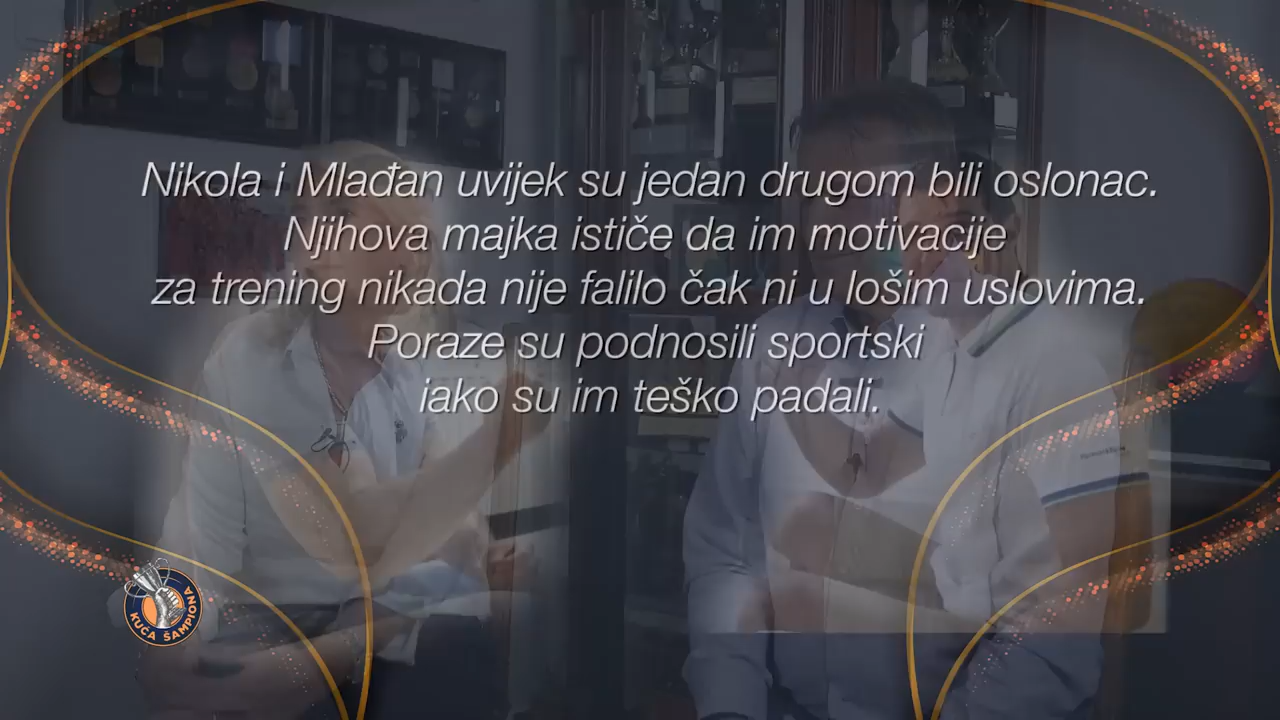 Nikola i Mlađan uvijek su jedan drugom bili oslonac.
Njihova majka ističe da im motivacije
za trening nikada nije falilo čak ni u lošim uslovima.
Poraze su podnosili sportski
iako su im teško padali.
KUĆA ŠAMPIONA